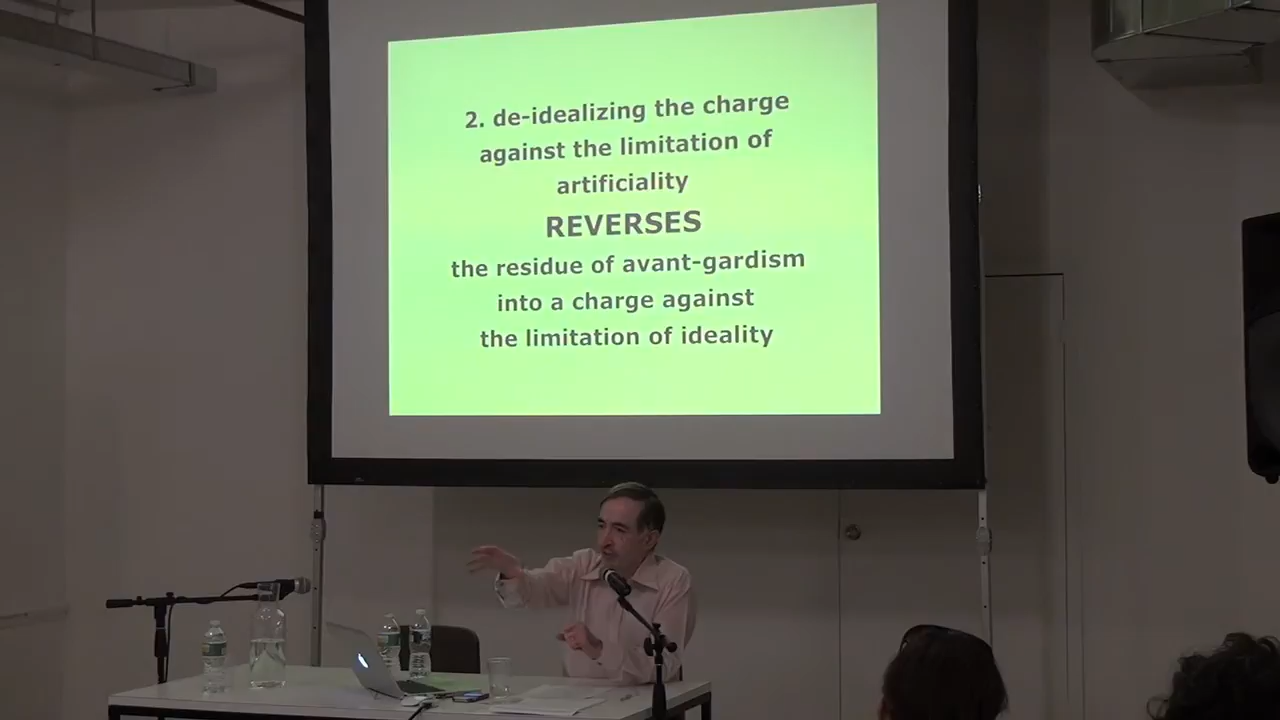 2. de-idealizing the charge
against the limitation of
artificiality
REVERSES
the residue of avant-gardism
into a charge against
the limitation of ideality